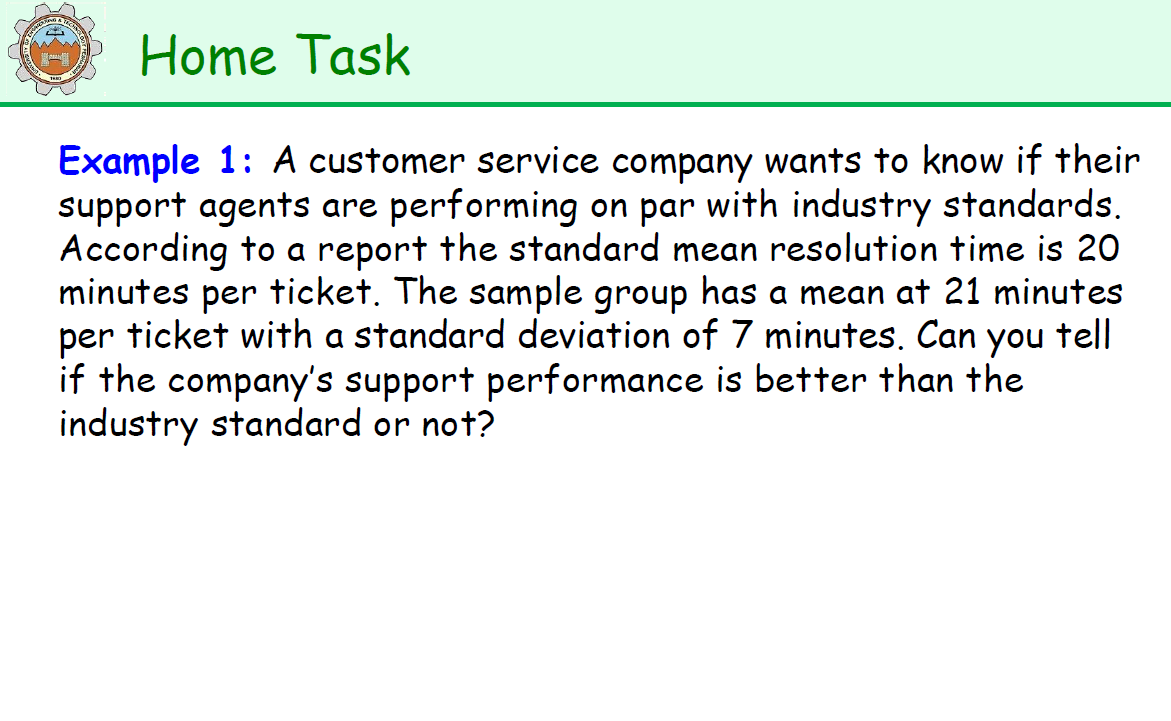 Home Task
Example 1: A customer service company wants to know if their
support agents are performing on par with industry standards.
According to a report the standard mean resolution time is 20
minutes per ticket. The sample group has a mean at 21 minutes
per ticket with a standard deviation of 7 minutes. Can you tell
if the company's support performance is better than the
industry standard or not?